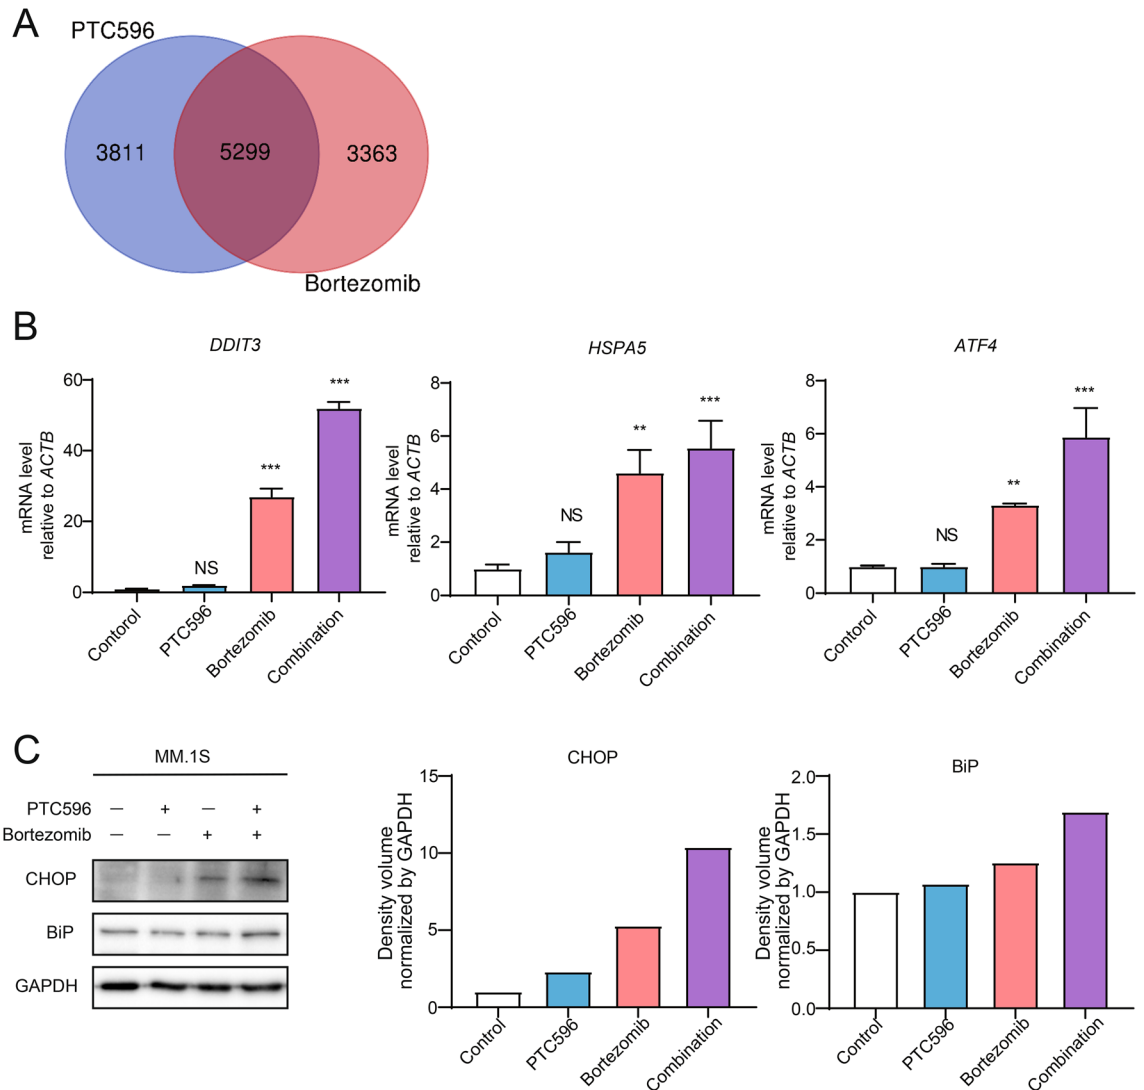 A
PTC596
3811
5299
3363
Bortezomib
B
DDIT3
mRNA level
relative to ACTB
60
40
20
0
NS
***
***
Contorol
PTC596
Bortezomib
Combination
HSPA5
mRNA level
relative to ACTB
8
6
4
2
0
NS
**
***
Control
PTC596
Bortezomib
Combination
ATF4
mRNA level
relative to ACTB
8
6
4
2
0
NS
**
***
Control
PTC596
Bortezomib
Combination
C
MM.1S
PTC596 — + — +
Bortezomib — — + +
CHOP
BiP
GAPDH
CHOP
Density volume
normalized by GAPDH
15
10
5
0
Control
PTC596
Bortezomib
Combination
BiP
Density volume
normalized by GAPDH
2.0
1.5
1.0
0.5
0.0
Control
PTC596
Bortezomib
Combination